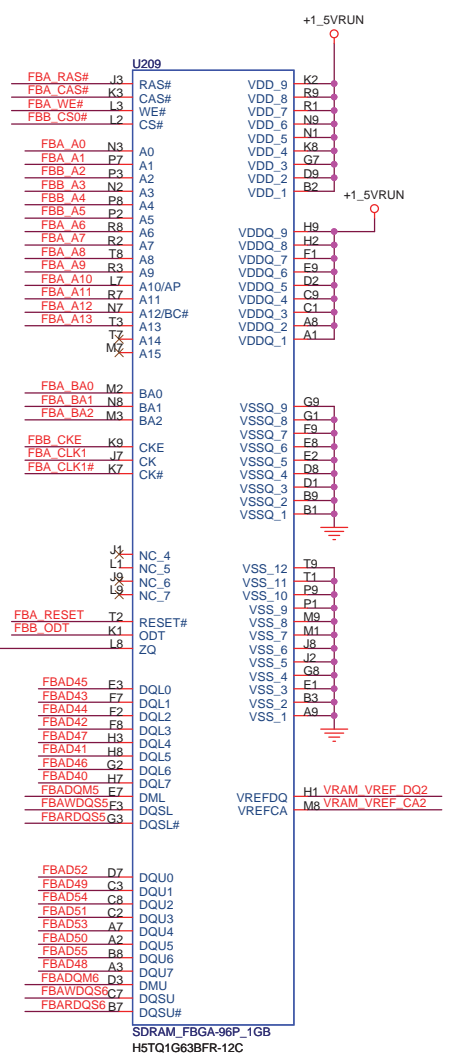 +1_5VRUN
U209
FBA_RAS# J3 RAS# VDD_9 K2
FBA_CAS# K3 CAS# VDD_8 R9
FBA_WE# L3 WE# VDD_7 R1
FBB_CS0# L2 CS# VDD_6 N9
VDD_5 N1
FBA_A0 N3 A0 VDD_4 K8
FBA_A1 P7 A1 VDD_3 G7
FBB_A2 P3 A2 VDD_2 D9
FBB_A3 N2 A3 VDD_1 B2
FBB_A4 P8 A4
+1_5VRUN
FBB_A5 P2 A5
FBA_A6 R8 A6 VDDQ_9 H9
FBA_A7 R2 A7 VDDQ_8 H2
FBA_A8 T8 A8 VDDQ_7 F1
FBA_A9 R3 A9 VDDQ_6 E9
FBA_A10 L7 A10/AP VDDQ_5 D2
FBA_A11 R7 A11 VDDQ_4 C9
FBA_A12 N7 A12/BC# VDDQ_3 C1
FBA_A13 T3 A13 VDDQ_2 A8
T7 A14 VDDQ_1 A1
M7 A15
FBA_BA0 M2 BA0
FBA_BA1 N8 BA1 VSSQ_9 G9
FBA_BA2 M3 BA2 VSSQ_8 G1
VSSQ_7 F9
FBB_CKE K9 CKE VSSQ_6 E8
FBA_CLK1 J7 CK VSSQ_5 E2
FBA_CLK1# K7 CK# VSSQ_4 D8
VSSQ_3 D1
VSSQ_2 B9
VSSQ_1 B1
J1 NC_4
L1 NC_5 VSS_12 T9
J9 NC_6 VSS_11 T1
L9 NC_7 VSS_10 P9
VSS_9 P1
FBA_RESET T2 RESET# VSS_8 M9
FBB_ODT K1 ODT VSS_7 M1
L8 ZQ VSS_6 J8
VSS_5 J2
VSS_4 G8
FBAD45 E3 DQL0 VSS_3 E1
FBAD43 F7 DQL1 VSS_2 B3
FBAD44 F2 DQL2 VSS_1 A9
FBAD42 F8 DQL3
FBAD47 H3 DQL4
FBAD41 H8 DQL5
FBAD46 G2 DQL6
FBAD40 H7 DQL7
FBADQM5 E7 DML VREFDQ H1 VRAM_VREF_DQ2
FBAWDQS5 F3 DQSL VREFCA M8 VRAM_VREF_CA2
FBARDQS5 G3 DQSL#
FBAD52 D7 DQU0
FBAD49 C3 DQU1
FBAD54 C8 DQU2
FBAD51 C2 DQU3
FBAD53 A7 DQU4
FBAD50 A2 DQU5
FBAD55 B8 DQU6
FBAD48 A3 DQU7
FBADQM6 D3 DMU
FBAWDQS6 C7 DQSU
FBARDQS6 B7 DQSU#
SDRAM_FBGA-96P_1GB
H5TQ1G63BFR-12C